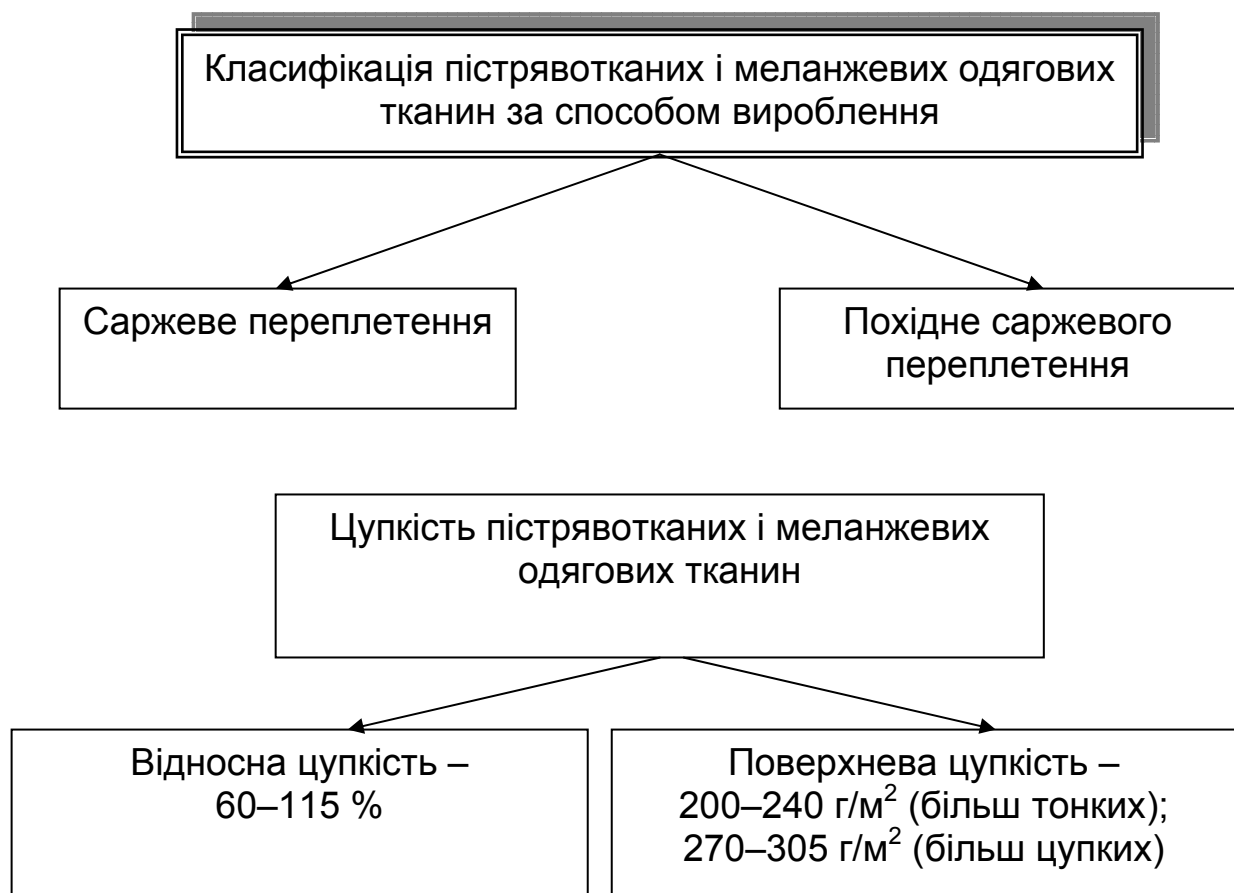 Класифікація пістрявотканих і меланжевих одягових
тканин за способом вироблення
Саржеве переплетення
Похідне саржевого
переплетення
Цупкість пістрявотканих і меланжевих
одягових тканин
Відносна цупкість –
60–115 %
Поверхнева цупкість –
200–240 г/м² (більш тонких);
270–305 г/м² (більш цупких)